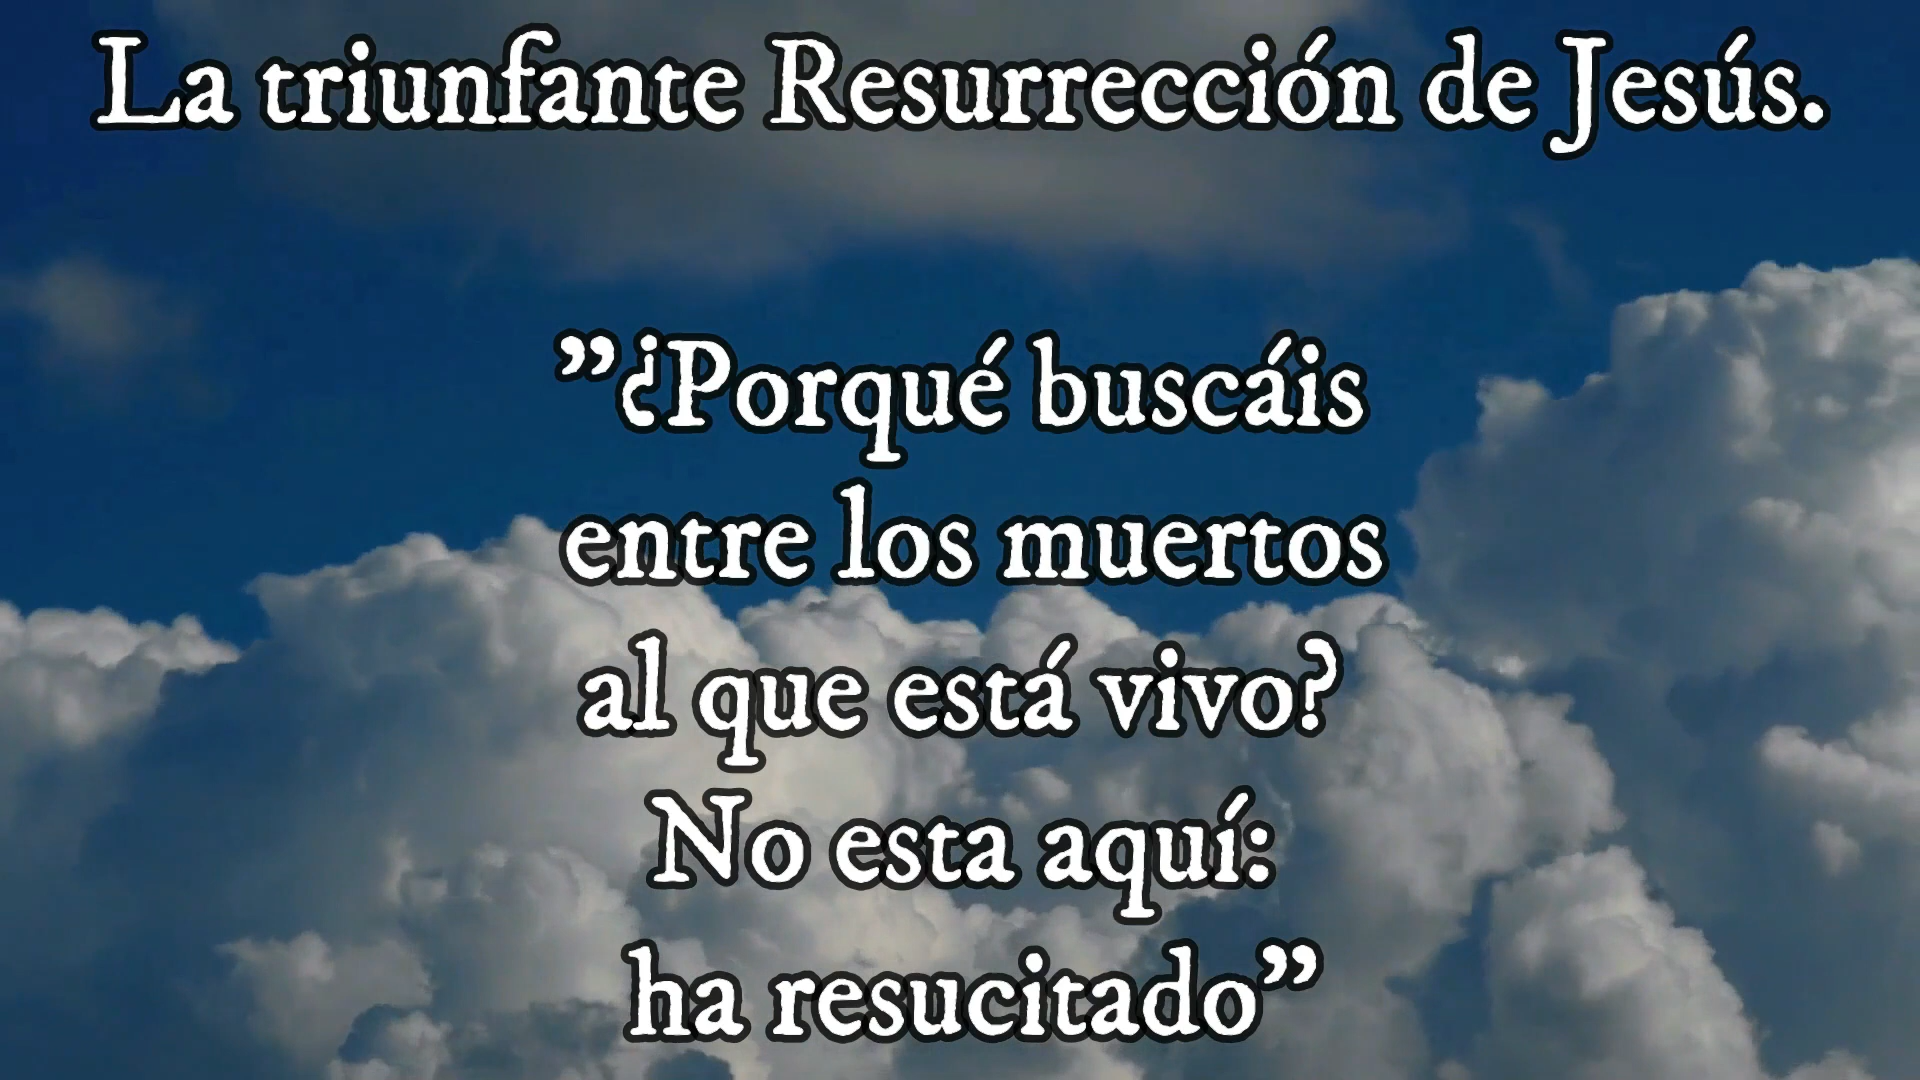 La triunfante Resurrección de Jesús.
”¿Porqué buscáis
entre los muertos
al que está vivo?
No esta aquí:
ha resucitado”